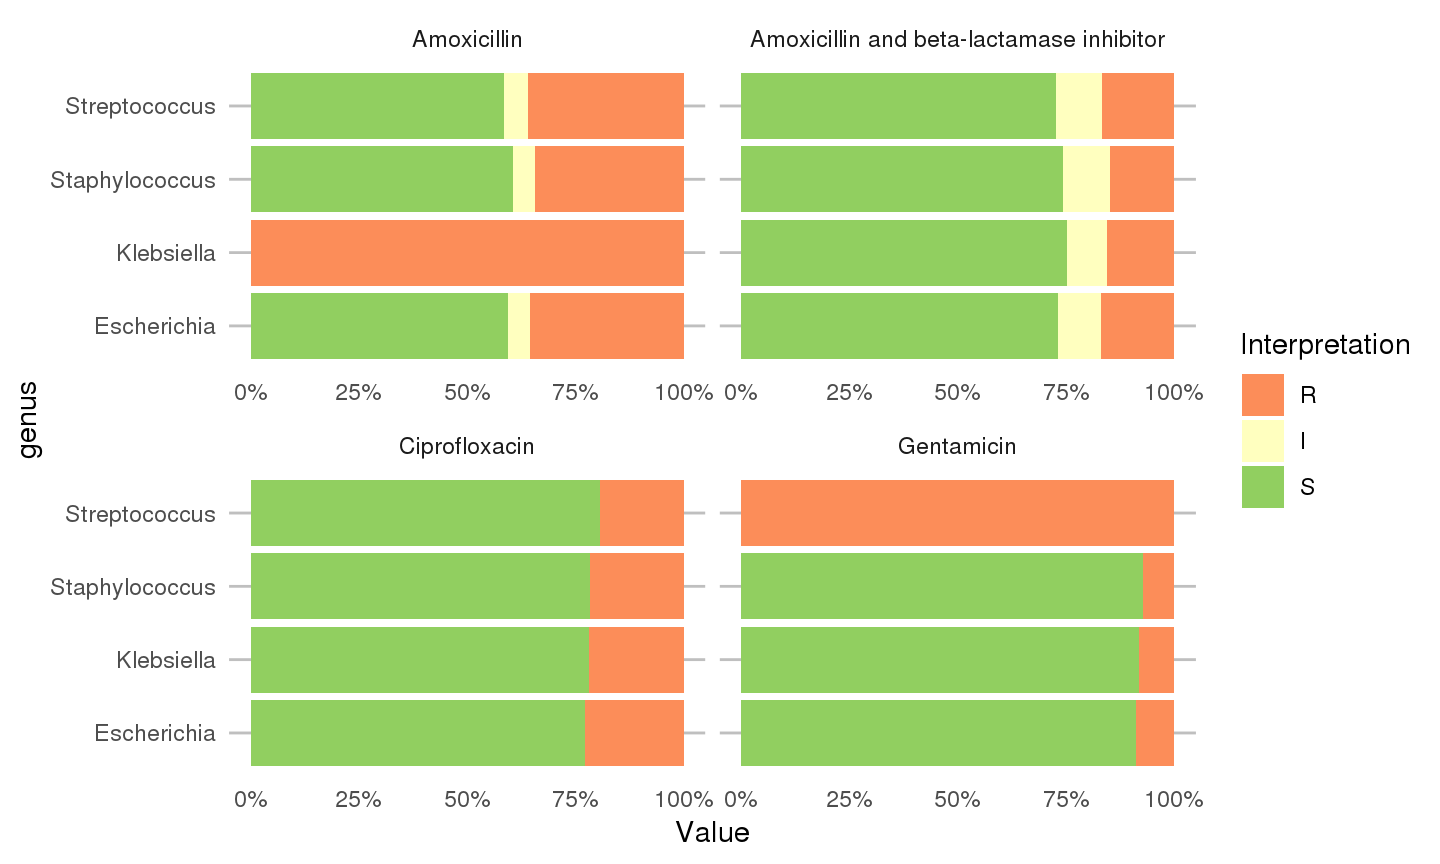 Amoxicillin
Amoxicillin and beta-lactamase inhibitor
Streptococcus
Staphylococcus
Klebsiella
Escherichia
0% 25% 50% 75% 100% 0% 25% 50% 75% 100%
Ciprofloxacin
Gentamicin
Streptococcus
Staphylococcus
Klebsiella
Escherichia
0% 25% 50% 75% 100% 0% 25% 50% 75% 100%
Value
genus
Interpretation
R
I
S